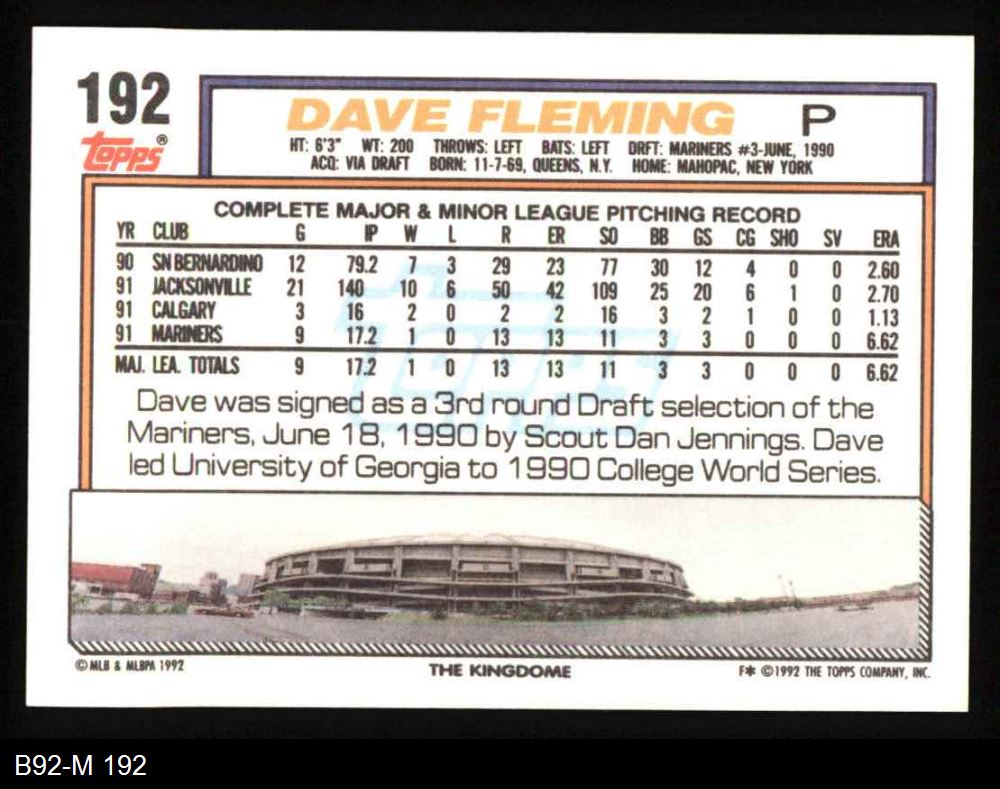 192
Topps®
DAVE FLEMING P
HT: 6'3" WT: 200 THROWS: LEFT BATS: LEFT DRFT: MARINERS #3-JUNE, 1990
ACQ: VIA DRAFT BORN: 11-7-69, QUEENS, N.Y. HOME: MAHOPAC, NEW YORK
COMPLETE MAJOR & MINOR LEAGUE PITCHING RECORD
YR CLUB G IP W L R ER SO BB GS CG SHO SV ERA
90 SN BERNARDINO 12 79.2 7 3 29 23 77 30 12 4 0 0 2.60
91 JACKSONVILLE 21 140 10 6 50 42 109 25 20 6 1 0 2.70
91 CALGARY 3 16 2 0 2 2 16 3 2 1 0 0 1.13
91 MARINERS 9 17.2 1 0 13 13 11 3 3 0 0 0 6.62
MAJ. LEA. TOTALS 9 17.2 1 0 13 13 11 3 3 0 0 0 6.62
TOPPS
Dave was signed as a 3rd round Draft selection of the
Mariners, June 18, 1990 by Scout Dan Jennings. Dave
led University of Georgia to 1990 College World Series.
© MLB & MLBPA 1992
THE KINGDOME
F* © 1992 THE TOPPS COMPANY, INC.
B92-M 192